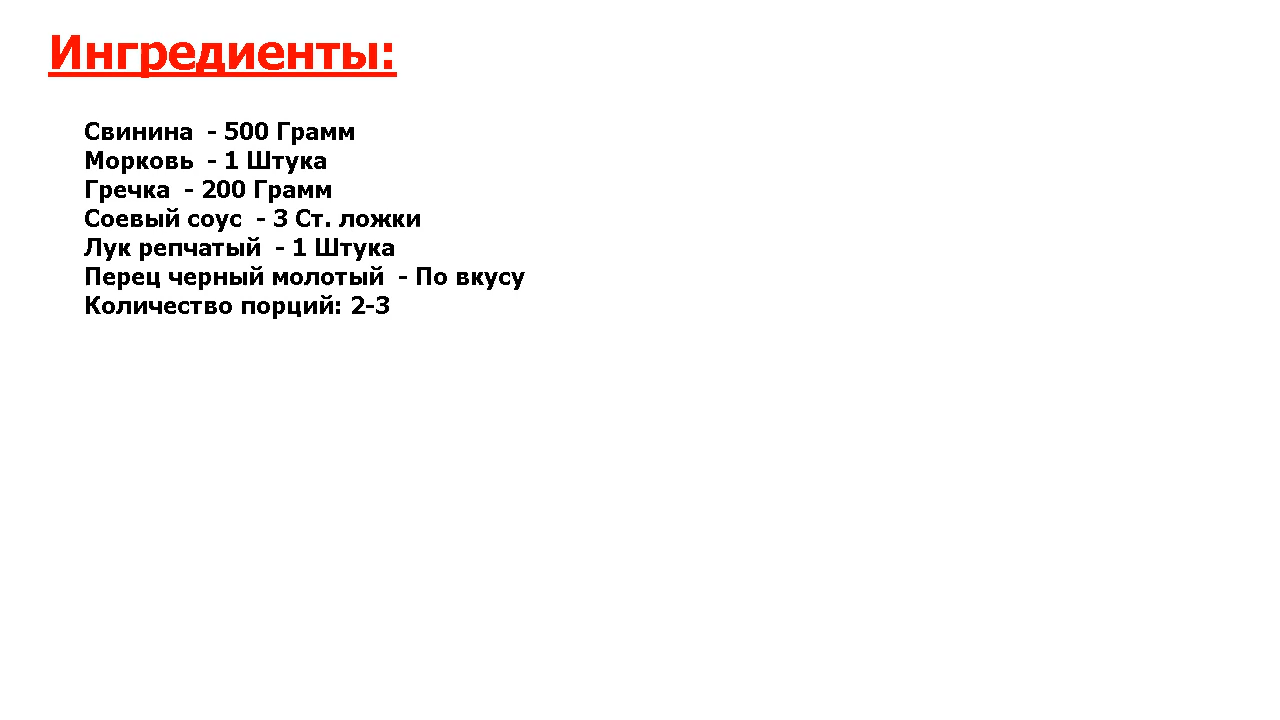 Ингредиенты:
Свинина  - 500 Грамм
Морковь  - 1 Штука
Гречка  - 200 Грамм
Соевый соус  - 3 Ст. ложки
Лук репчатый  - 1 Штука
Перец черный молотый  - По вкусу
Количество порций: 2-3